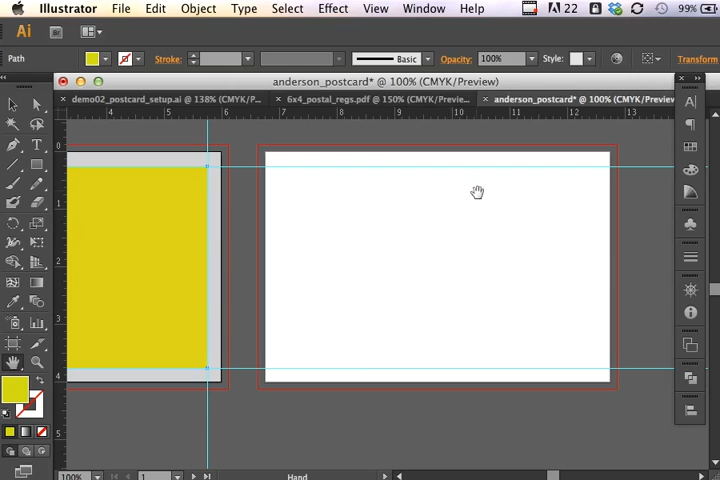 Illustrator File Edit Object Type Select Effect View Window Help 22 99%
Ai Br
Path Stroke: Basic Opacity: 100% Style: Transform
anderson_postcard* @ 100% (CMYK/Preview)
× demo02_postcard_setup.ai @ 138% (CMYK/P... × 6x4_postal_regs.pdf @ 150% (CMYK/Previe... × anderson_postcard* @ 100% (CMYK/Preview)
4 5 6 7 8 9 10 11 12 13
0
1
2
3
4
5
100% 1 Hand